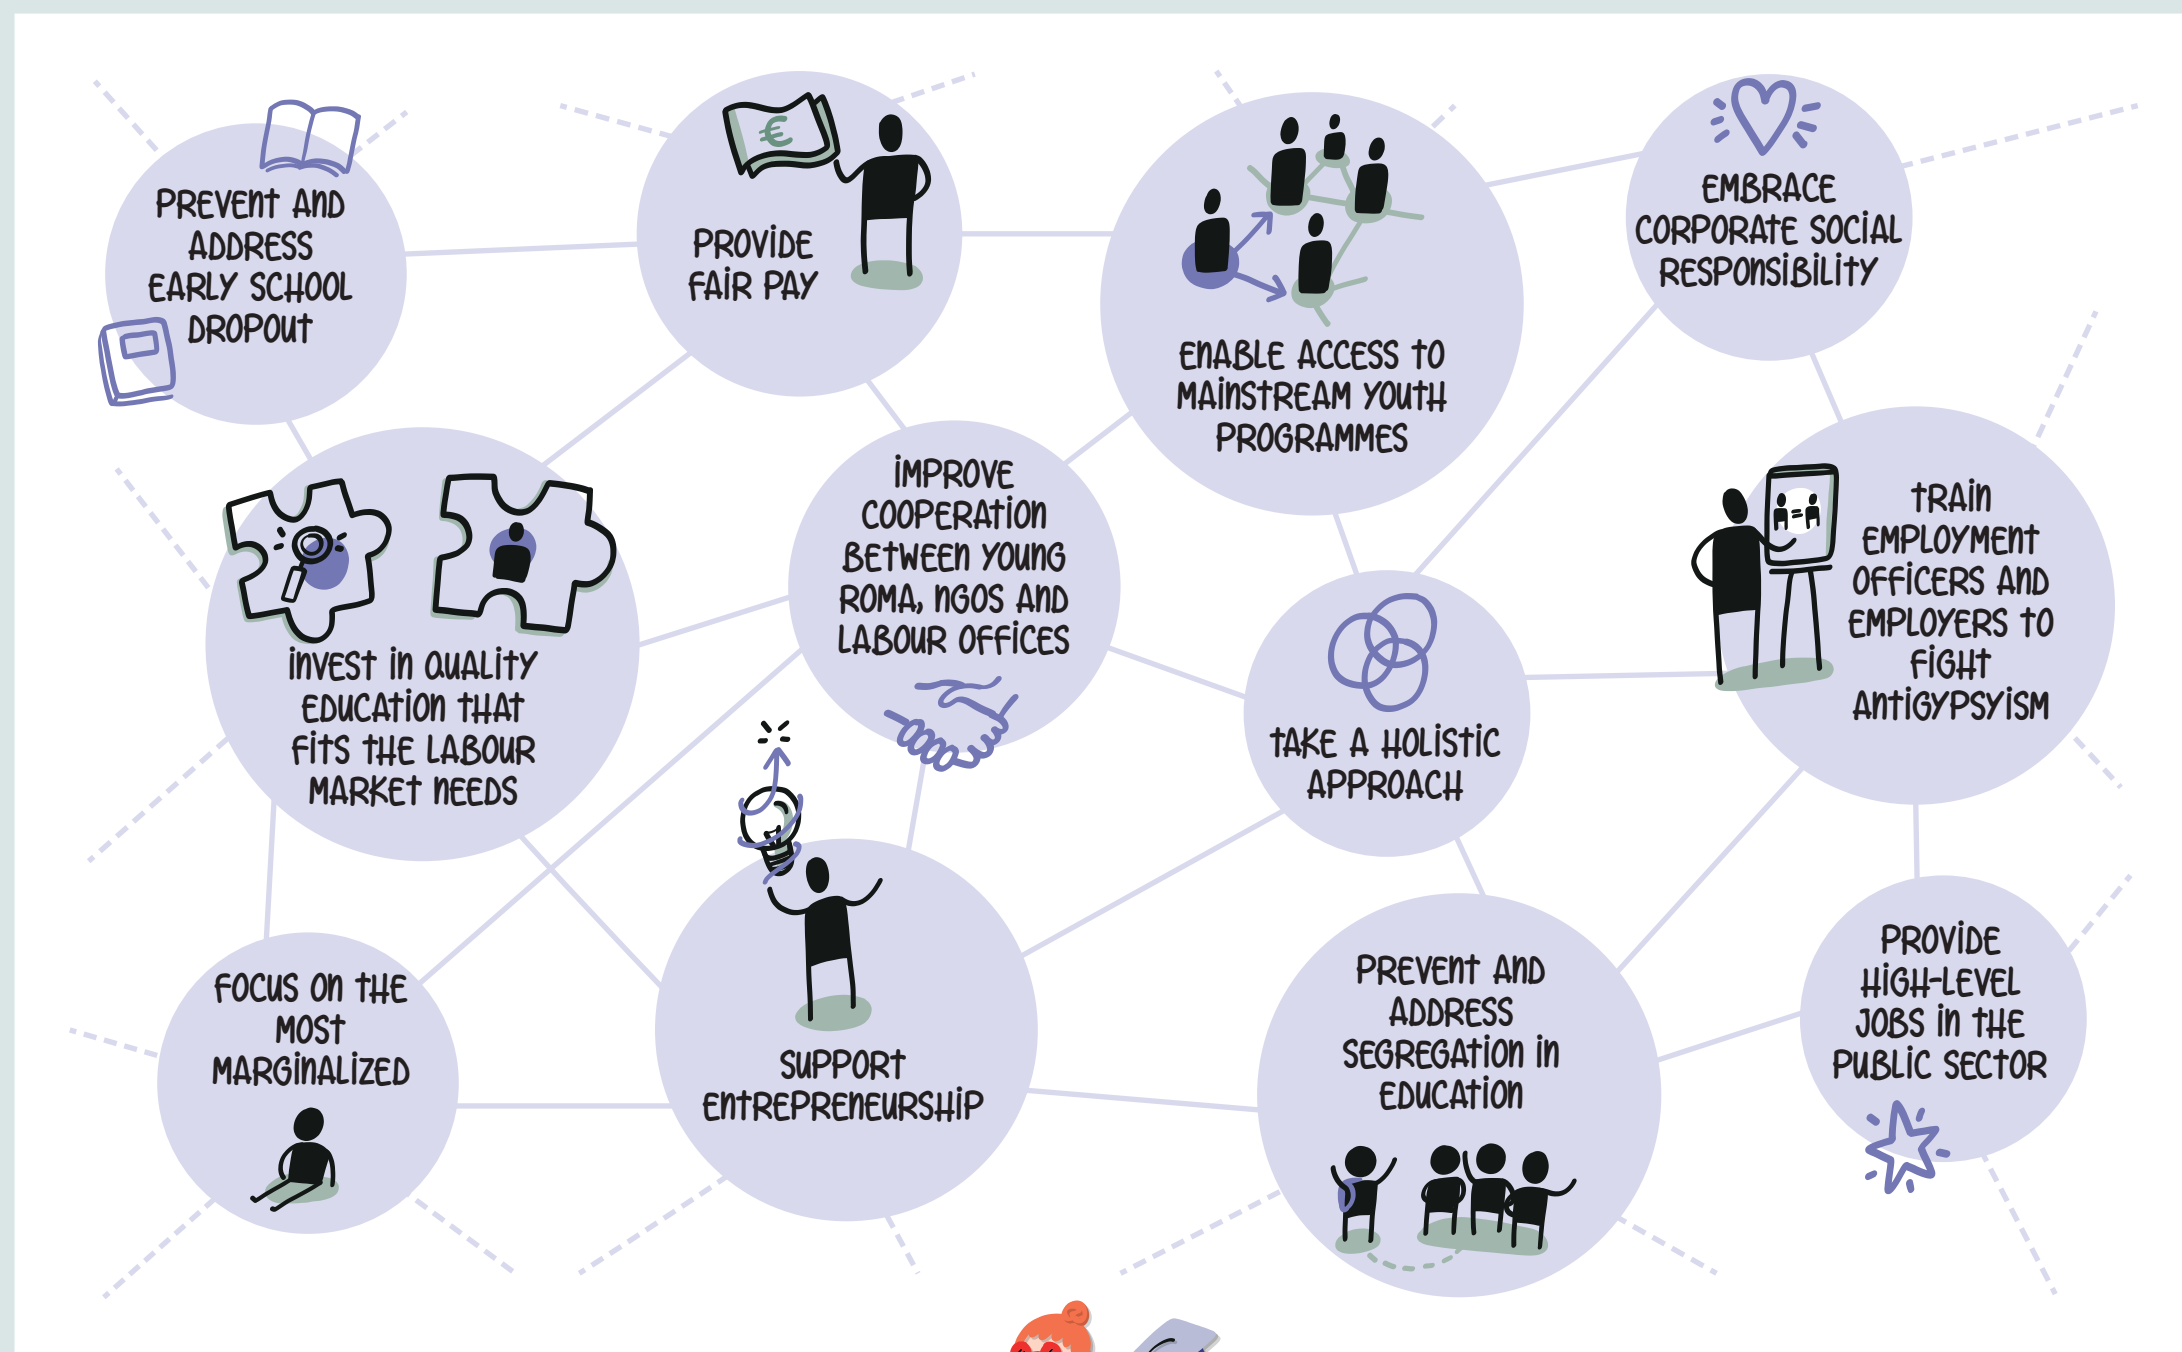 PREVENT AND
ADDRESS
EARLY SCHOOL
DROPOUT
PROVIDE
FAIR PAY
€
ENABLE ACCESS TO
MAINSTREAM YOUTH
PROGRAMMES
EMBRACE
CORPORATE SOCIAL
RESPONSIBILITY
INVEST IN QUALITY
EDUCATION THAT
FITS THE LABOUR
MARKET NEEDS
IMPROVE
COOPERATION
BETWEEN YOUNG
ROMA, NGOS AND
LABOUR OFFICES
TAKE A HOLISTIC
APPROACH
TRAIN
EMPLOYMENT
OFFICERS AND
EMPLOYERS TO
FIGHT
ANTIGYPSYISM
FOCUS ON THE
MOST
MARGINALIZED
SUPPORT
ENTREPRENEURSHIP
PREVENT AND
ADDRESS
SEGREGATION IN
EDUCATION
PROVIDE
HIGH-LEVEL
JOBS IN THE
PUBLIC SECTOR